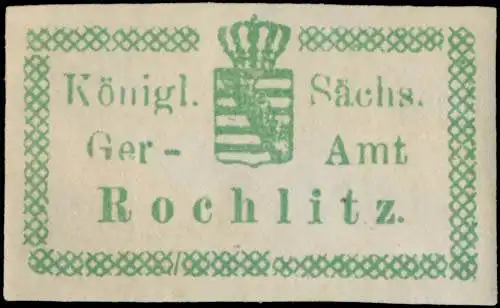 Königl. Sächs.
Ger- Amt
Rochlitz.